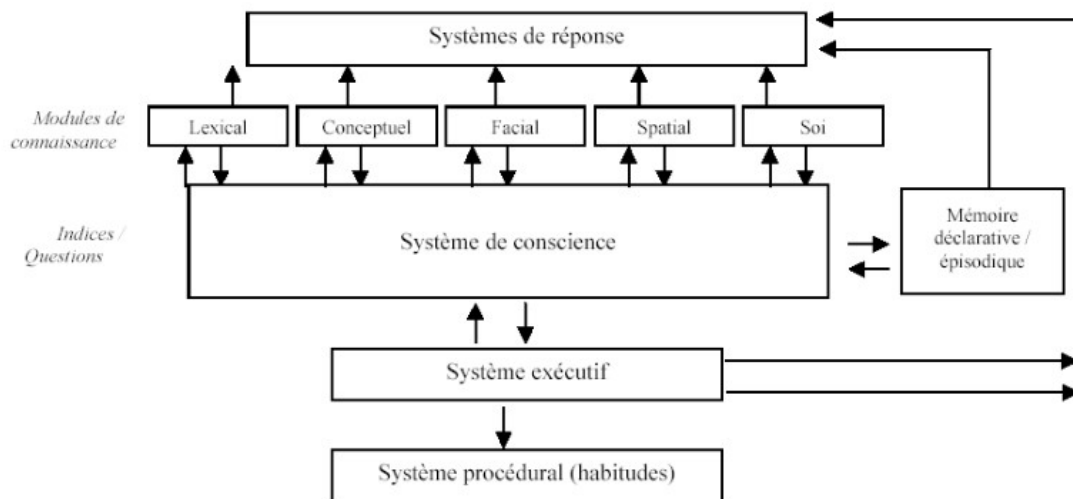 Systèmes de réponse
Modules de
connaissance
Lexical
Conceptuel
Facial
Spatial
Soi
Indices /
Questions
Système de conscience
Mémoire
déclarative /
épisodique
Système exécutif
Système procédural (habitudes)